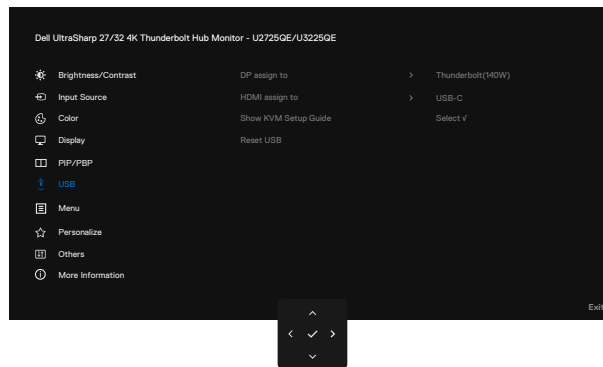 Dell UltraSharp 27/32 4K Thunderbolt Hub Monitor - U2725QE/U3225QE
Brightness/Contrast DP assign to > Thunderbolt(140W)
Input Source HDMI assign to > USB-C
Color Show KVM Setup Guide Select √
Display Reset USB
PIP/PBP
USB
Menu
Personalize
Others
More Information
Exit